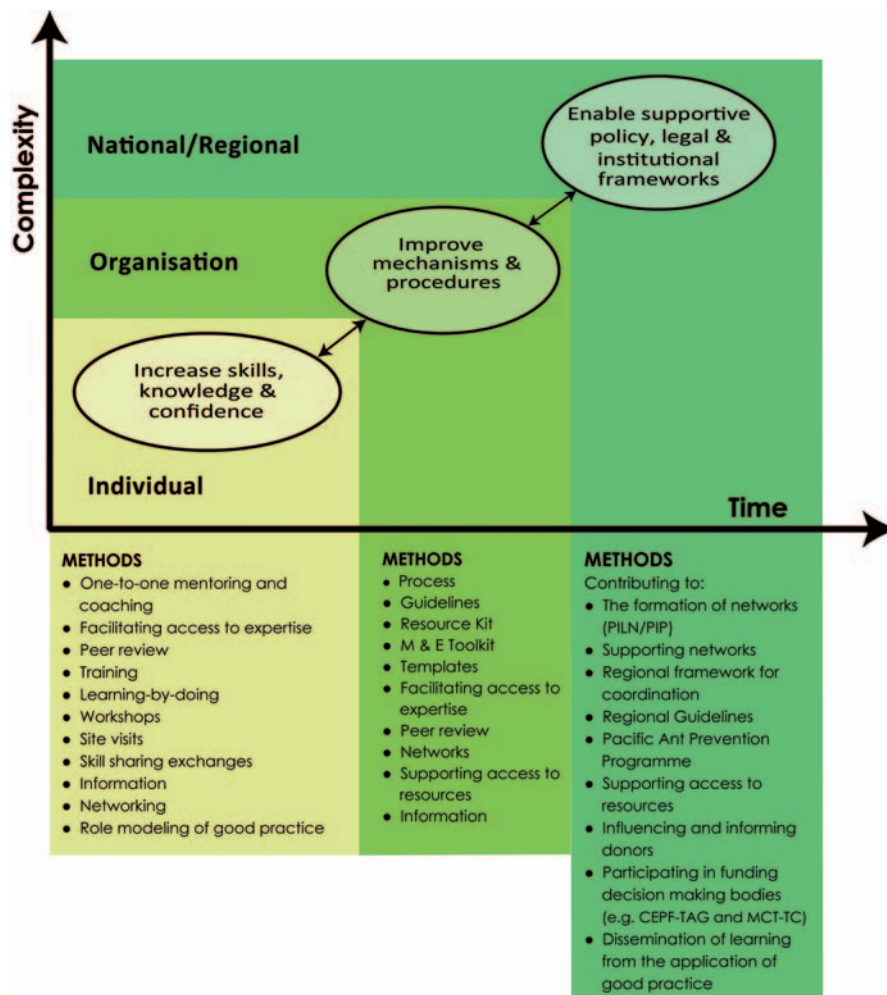 Complexity
National/Regional
Enable supportive
policy, legal &
institutional
frameworks
Organisation
Improve
mechanisms &
procedures
Increase skills,
knowledge &
confidence
Individual
Time
METHODS
● One-to-one mentoring and
coaching
● Facilitating access to expertise
● Peer review
● Training
● Learning-by-doing
● Workshops
● Site visits
● Skill sharing exchanges
● Information
● Networking
● Role modeling of good practice
METHODS
● Process
● Guidelines
● Resource Kit
● M & E Toolkit
● Templates
● Facilitating access to
expertise
● Peer review
● Networks
● Supporting access to
resources
● Information
METHODS
Contributing to:
● The formation of networks
(PILN/PIP)
● Supporting networks
● Regional framework for
coordination
● Regional Guidelines
● Pacific Ant Prevention
Programme
● Supporting access to
resources
● Influencing and informing
donors
● Participating in funding
decision making bodies
(e.g. CEPF-TAG and MCT-TC)
● Dissemination of learning
from the application of
good practice